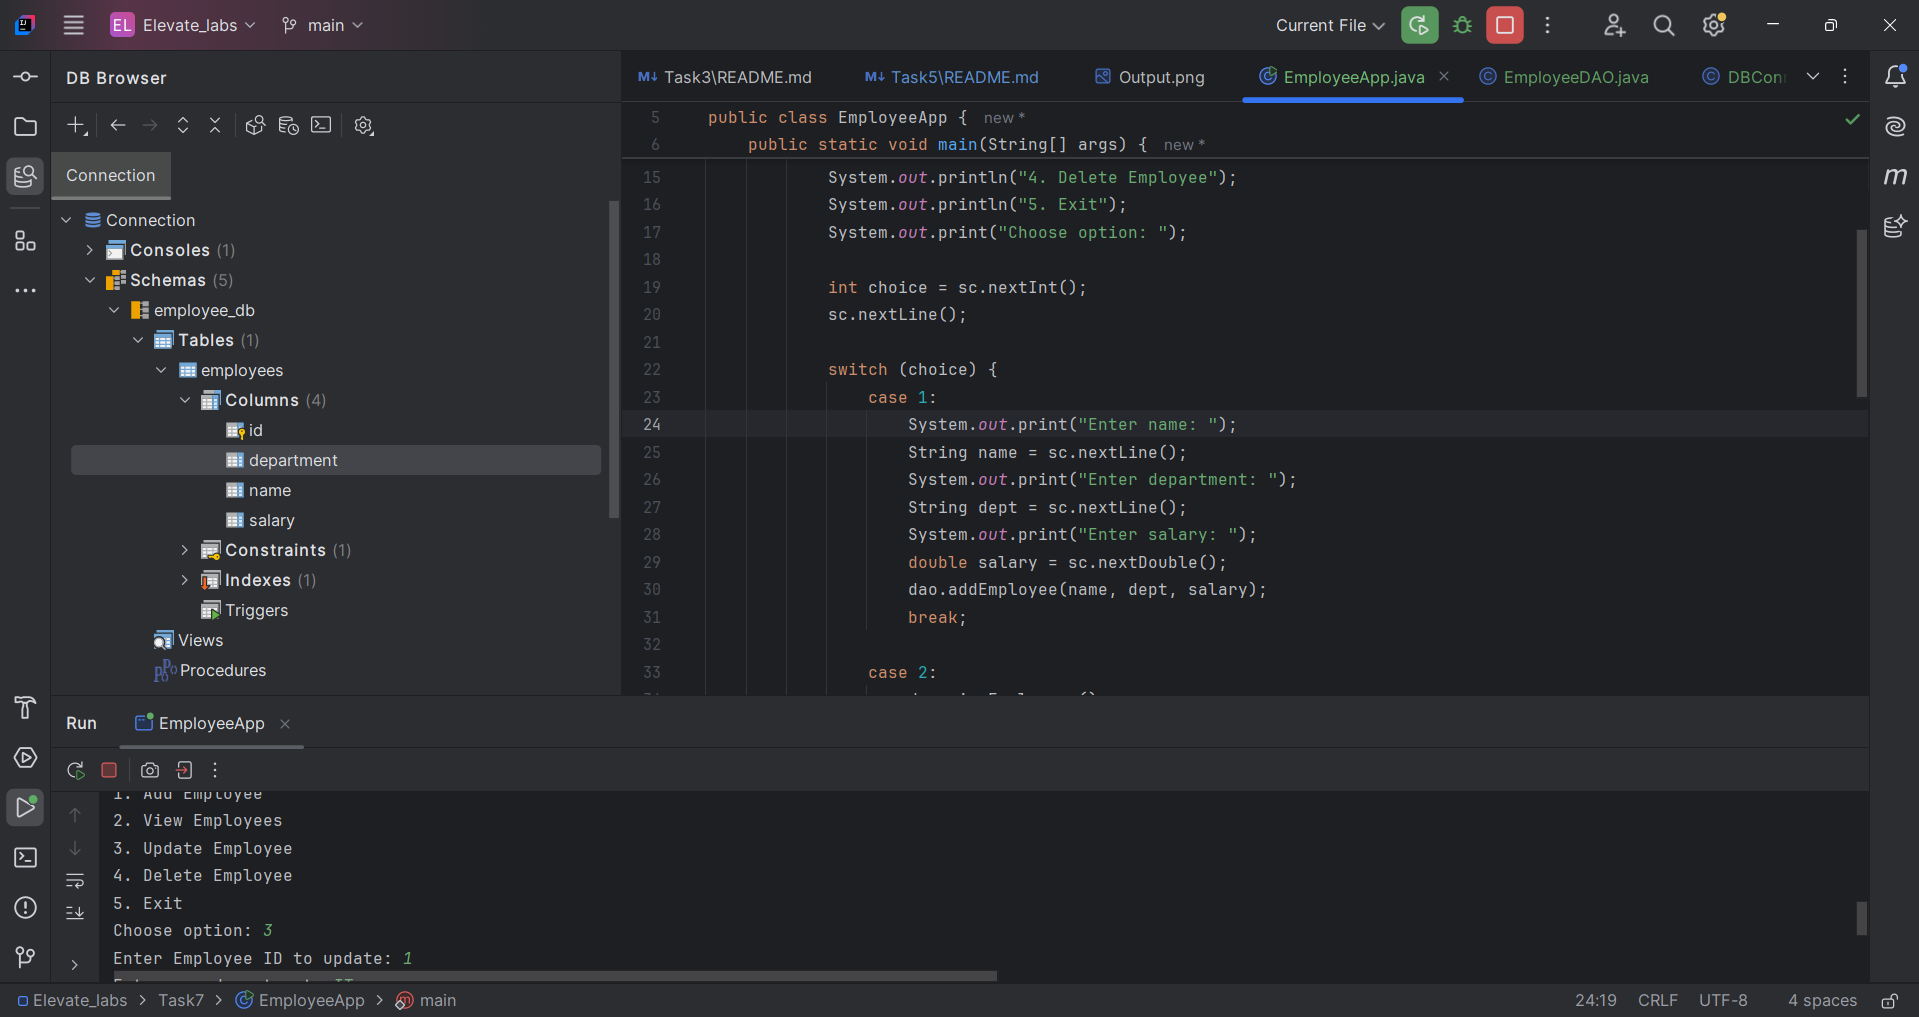 EL Elevate_labs main Current File
DB Browser
Connection
Connection
Consoles (1)
Schemas (5)
employee_db
Tables (1)
employees
Columns (4)
id
department
name
salary
Constraints (1)
Indexes (1)
Triggers
Views
Procedures
Task3\README.md Task5\README.md Output.png EmployeeApp.java EmployeeDAO.java DBConn
5 public class EmployeeApp { new *
6 public static void main(String[] args) { new *
15 System.out.println("4. Delete Employee");
16 System.out.println("5. Exit");
17 System.out.print("Choose option: ");
18
19 int choice = sc.nextInt();
20 sc.nextLine();
21
22 switch (choice) {
23 case 1:
24 System.out.print("Enter name: ");
25 String name = sc.nextLine();
26 System.out.print("Enter department: ");
27 String dept = sc.nextLine();
28 System.out.print("Enter salary: ");
29 double salary = sc.nextDouble();
30 dao.addEmployee(name, dept, salary);
31 break;
32
33 case 2:
Run EmployeeApp
1. Add Employee
2. View Employees
3. Update Employee
4. Delete Employee
5. Exit
Choose option: 3
Enter Employee ID to update: 1
Elevate_labs > Task7 > EmployeeApp > main 24:19 CRLF UTF-8 4 spaces